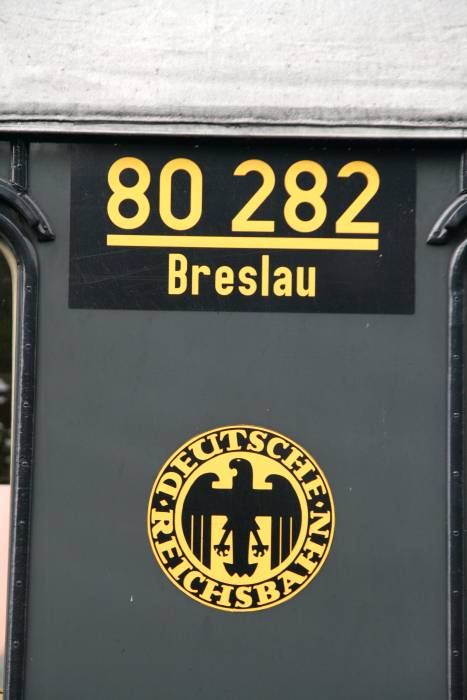 80 282
Breslau
DEUTSCHE
REICHSBAHN